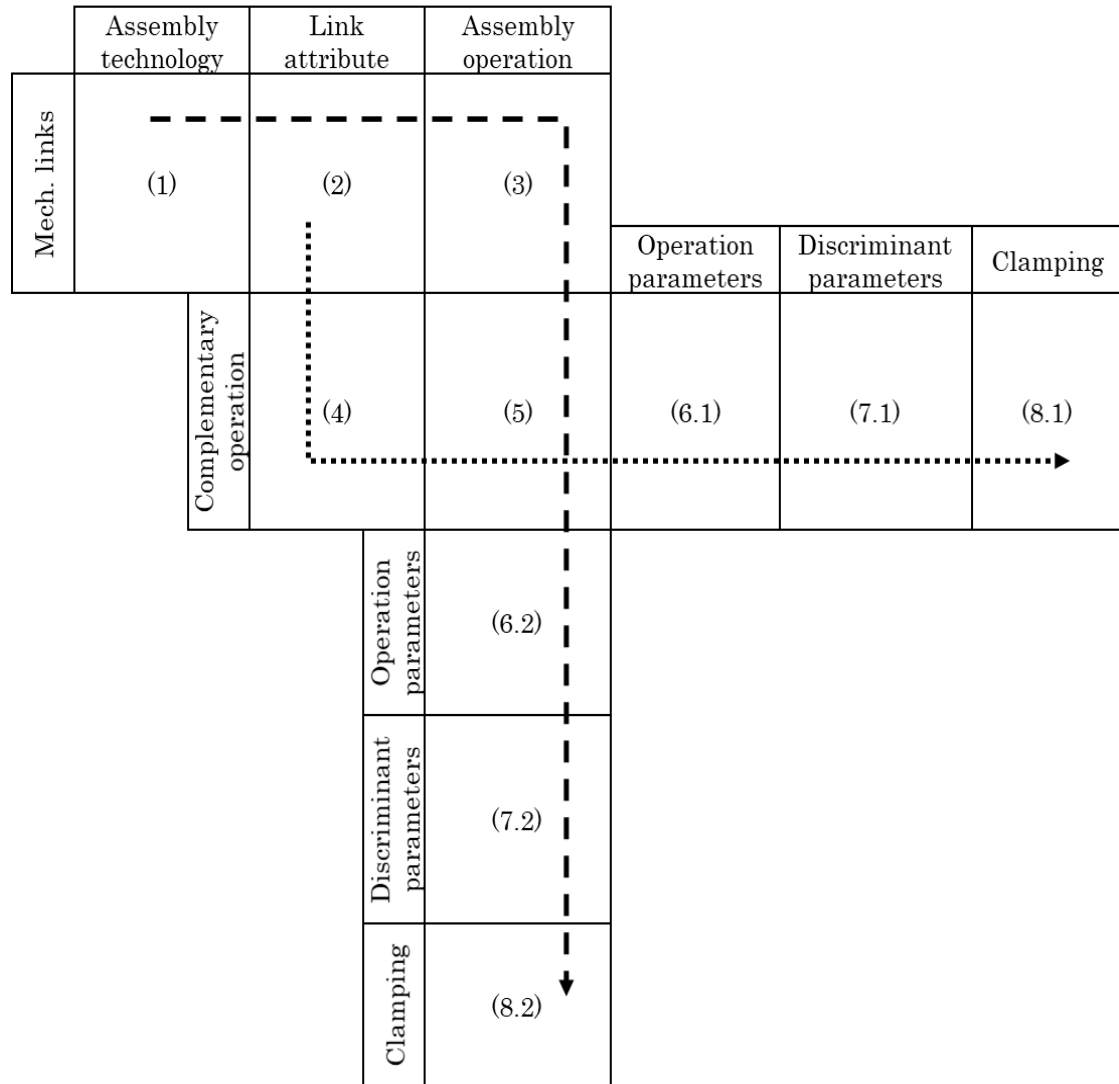 Assembly
technology
Link
attribute
Assembly
operation
Mech. links
(1)
(2)
(3)
Operation
parameters
Discriminant
parameters
Clamping
Complementary
operation
(4)
(5)
(6.1)
(7.1)
(8.1)
Operation
parameters
(6.2)
Discriminant
parameters
(7.2)
Clamping
(8.2)